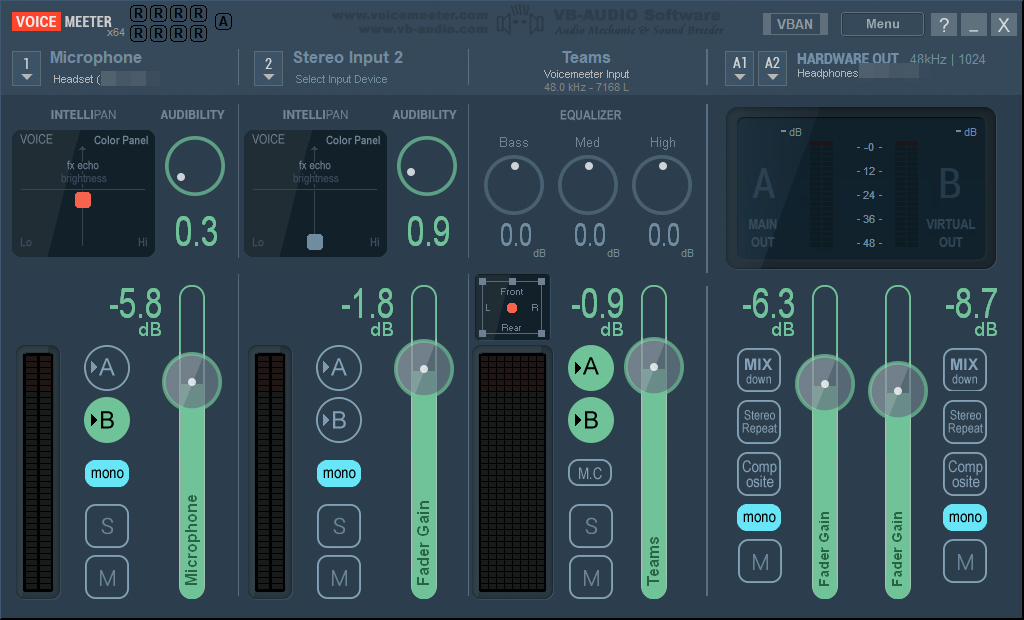 VOICE MEETER x64
R R R R A
R R R R
www.voicemeeter.com
www.vb-audio.com
VB-AUDIO Software
Audio Mechanic & Sound Breeder
VBAN
Menu
? _ X
1
Microphone
Headset (
2
Stereo Input 2
Select Input Device
Teams
Voicemeeter Input
48.0 kHz - 7168 L
A1
A2
HARDWARE OUT
48kHz | 1024
Headphones
INTELLIPAN
AUDIBILITY
VOICE
Color Panel
fx echo
brightness
Lo
Hi
0.3
INTELLIPAN
AUDIBILITY
VOICE
Color Panel
fx echo
brightness
Lo
Hi
0.9
EQUALIZER
Bass
Med
High
0.0
dB
0.0
dB
0.0
dB
- dB
- dB
- -0 -
- -12 -
- -24 -
- -36 -
- -48 -
A
MAIN
OUT
B
VIRTUAL
OUT
-5.8
dB
A
B
mono
S
M
Microphone
-1.8
dB
A
B
mono
S
M
Fader Gain
Front
L
R
Rear
-0.9
dB
A
B
M.C
S
M
Teams
-6.3
dB
MIX
down
Stereo
Repeat
Comp
osite
mono
M
Fader Gain
Fader Gain
-8.7
dB
MIX
down
Stereo
Repeat
Comp
osite
mono
M